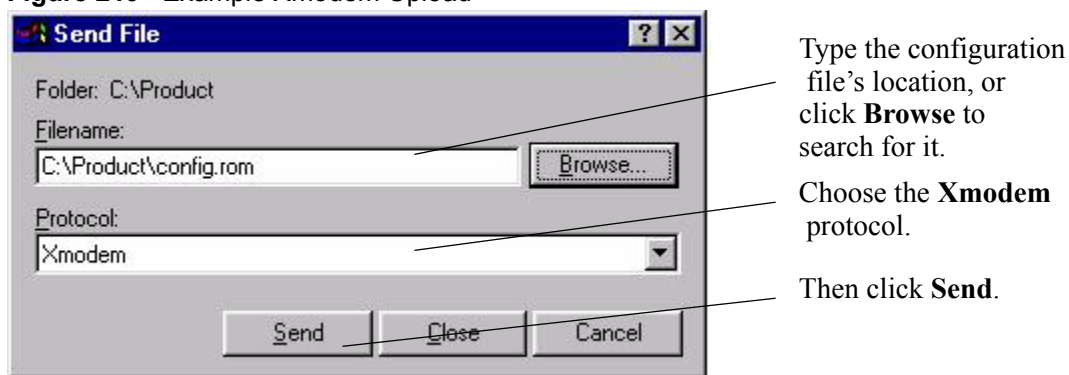 Send File
Folder: C:\Product
Filename:
C:\Product\config.rom
Browse...
Protocol:
Xmodem
Send
Close
Cancel
Type the configuration
file's location, or
click Browse to
search for it.
Choose the Xmodem
protocol.
Then click Send.